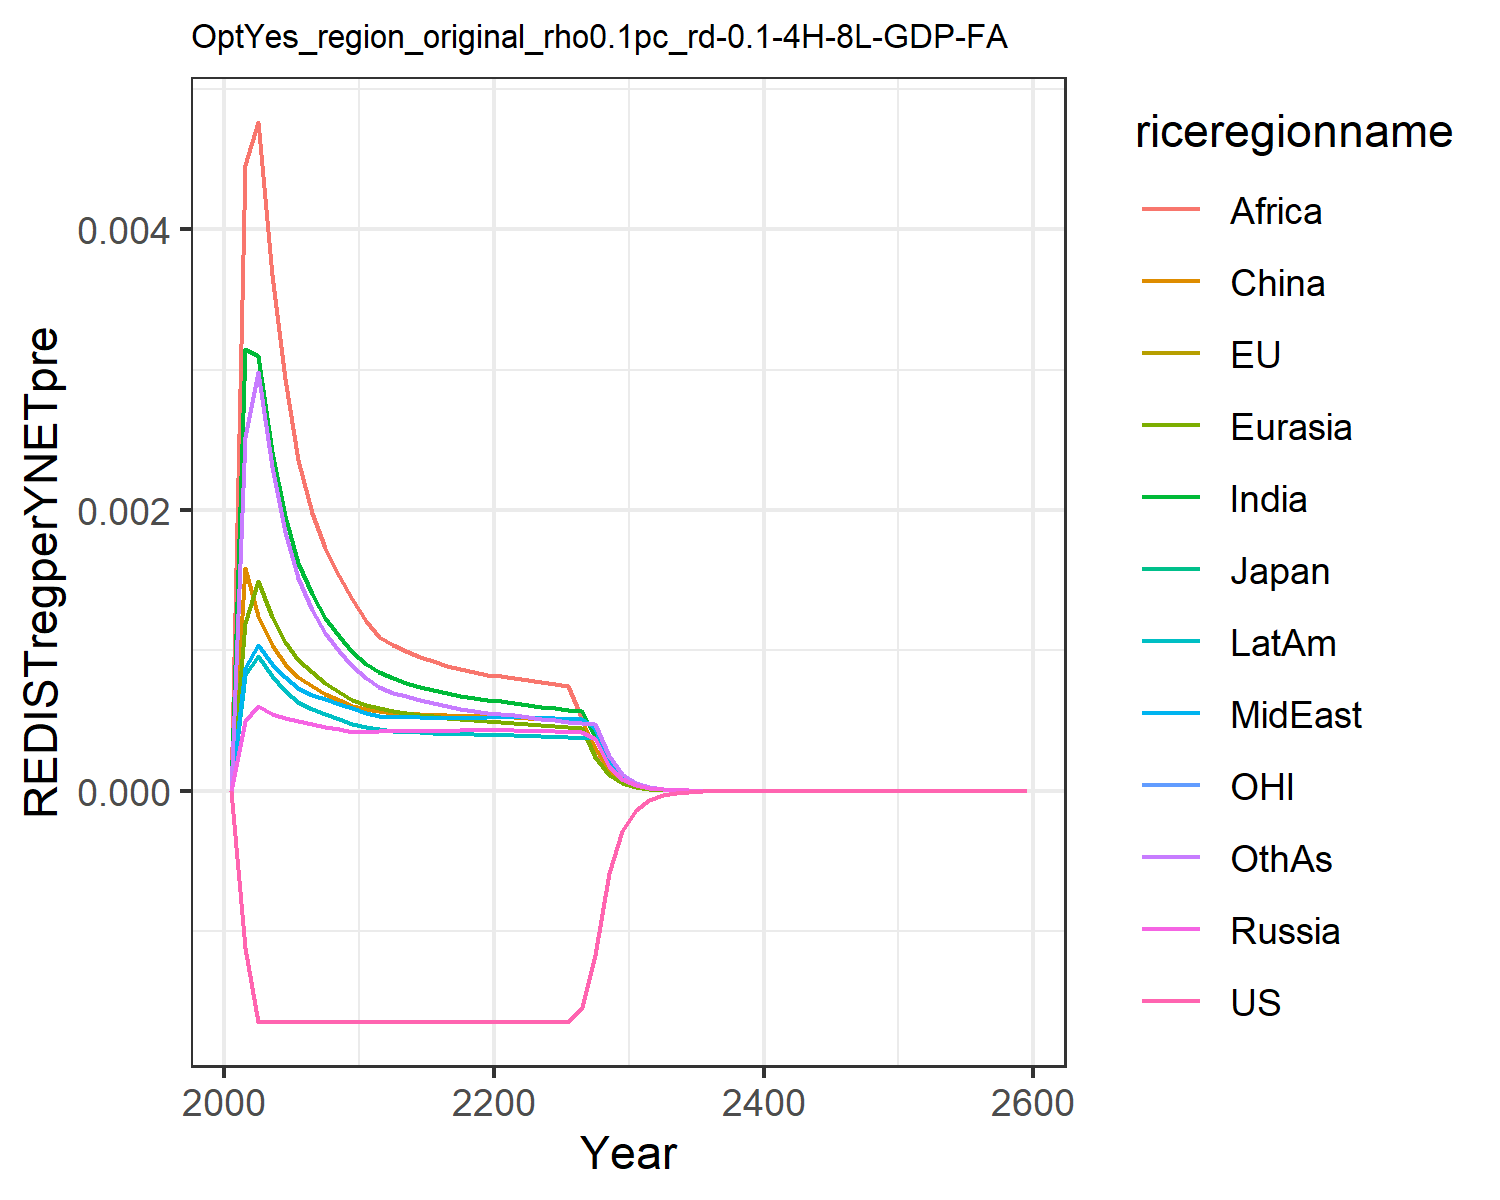 OptYes_region_original_rho0.1pc_rd-0.1-4H-8L-GDP-FA
REDISTregperYNETpre
0.004
0.002
0.000
2000
2200
2400
2600
Year
riceregionname
Africa
China
EU
Eurasia
India
Japan
LatAm
MidEast
OHI
OthAs
Russia
US